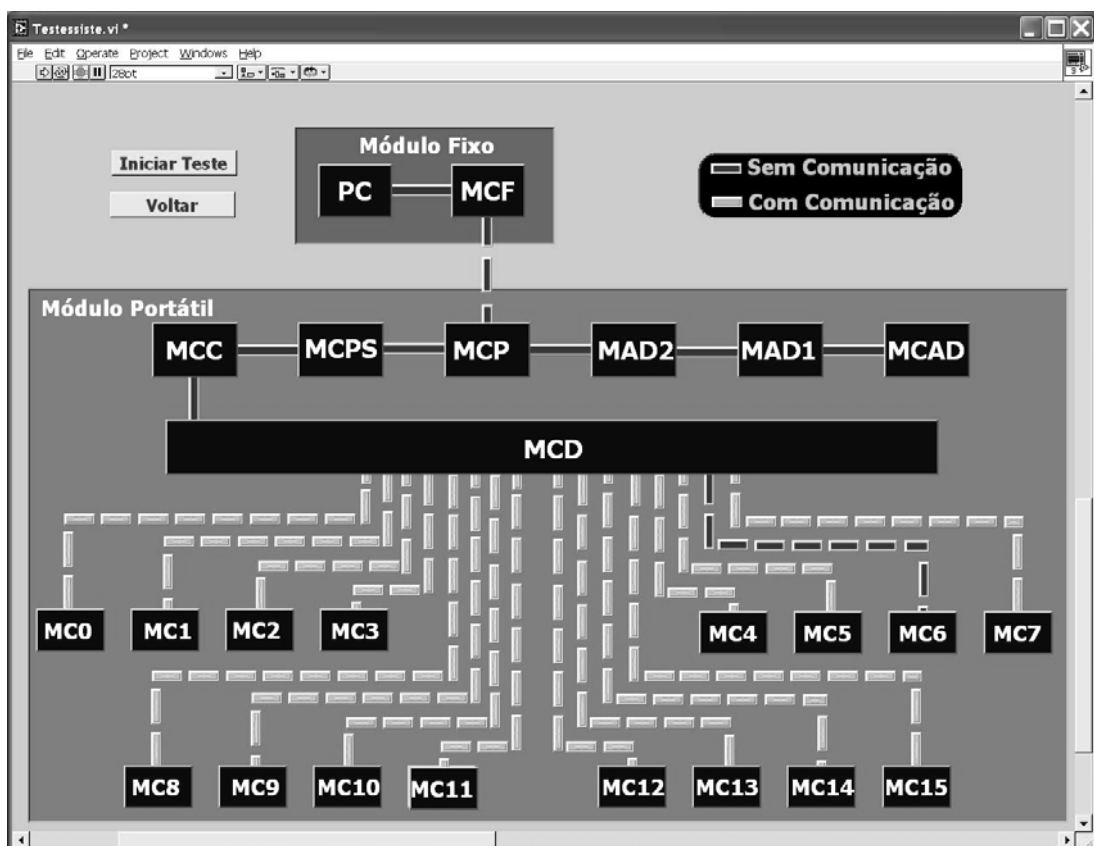 Testessiste.vi *
File Edit Operate Project Windows Help
28pt
3
Iniciar Teste
Voltar
Módulo Fixo
PC MCF
Sem Comunicação
Com Comunicação
Módulo Portátil
MCC MCPS MCP MAD2 MAD1 MCAD
MCD
MC0 MC1 MC2 MC3 MC4 MC5 MC6 MC7
MC8 MC9 MC10 MC11 MC12 MC13 MC14 MC15